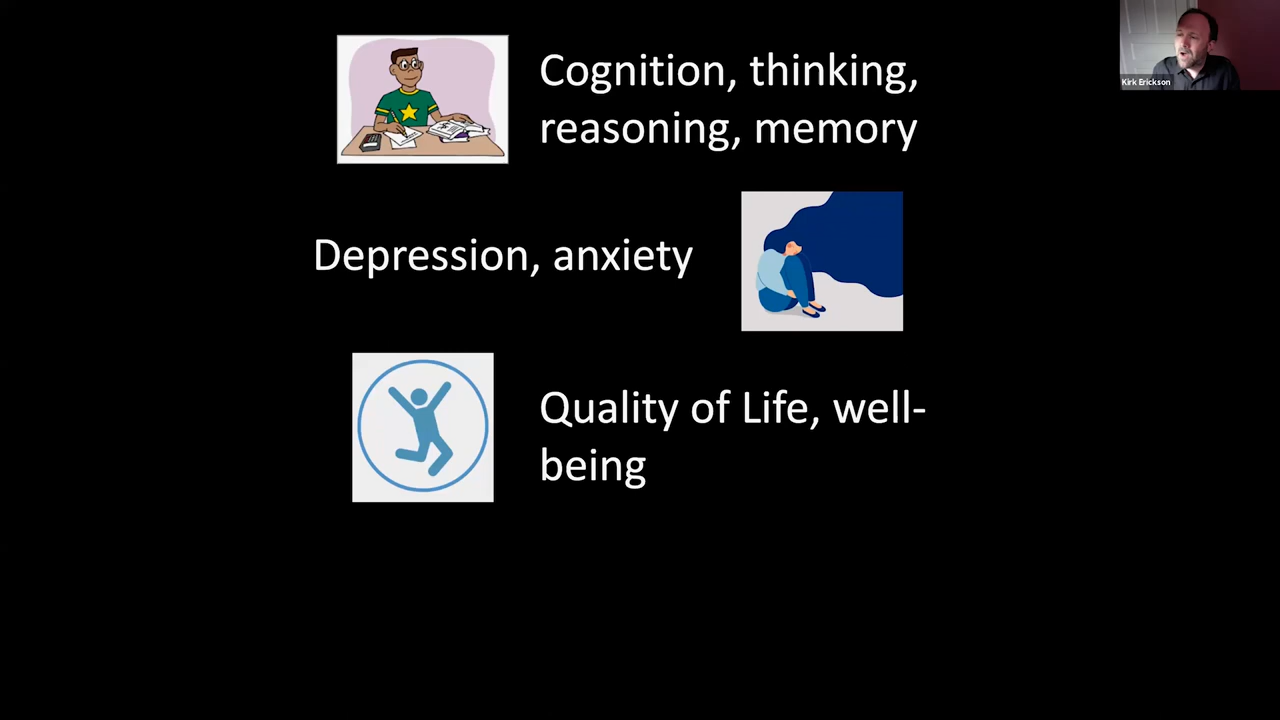 Cognition, thinking,
reasoning, memory
Kirk Erickson
Depression, anxiety
Quality of Life, well-
being